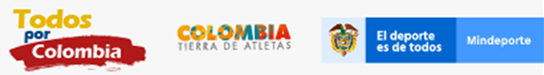 Todos
por
Colombia
COLOMBIA
TIERRA DE ATLETAS
El deporte
es de todos
Mindeporte